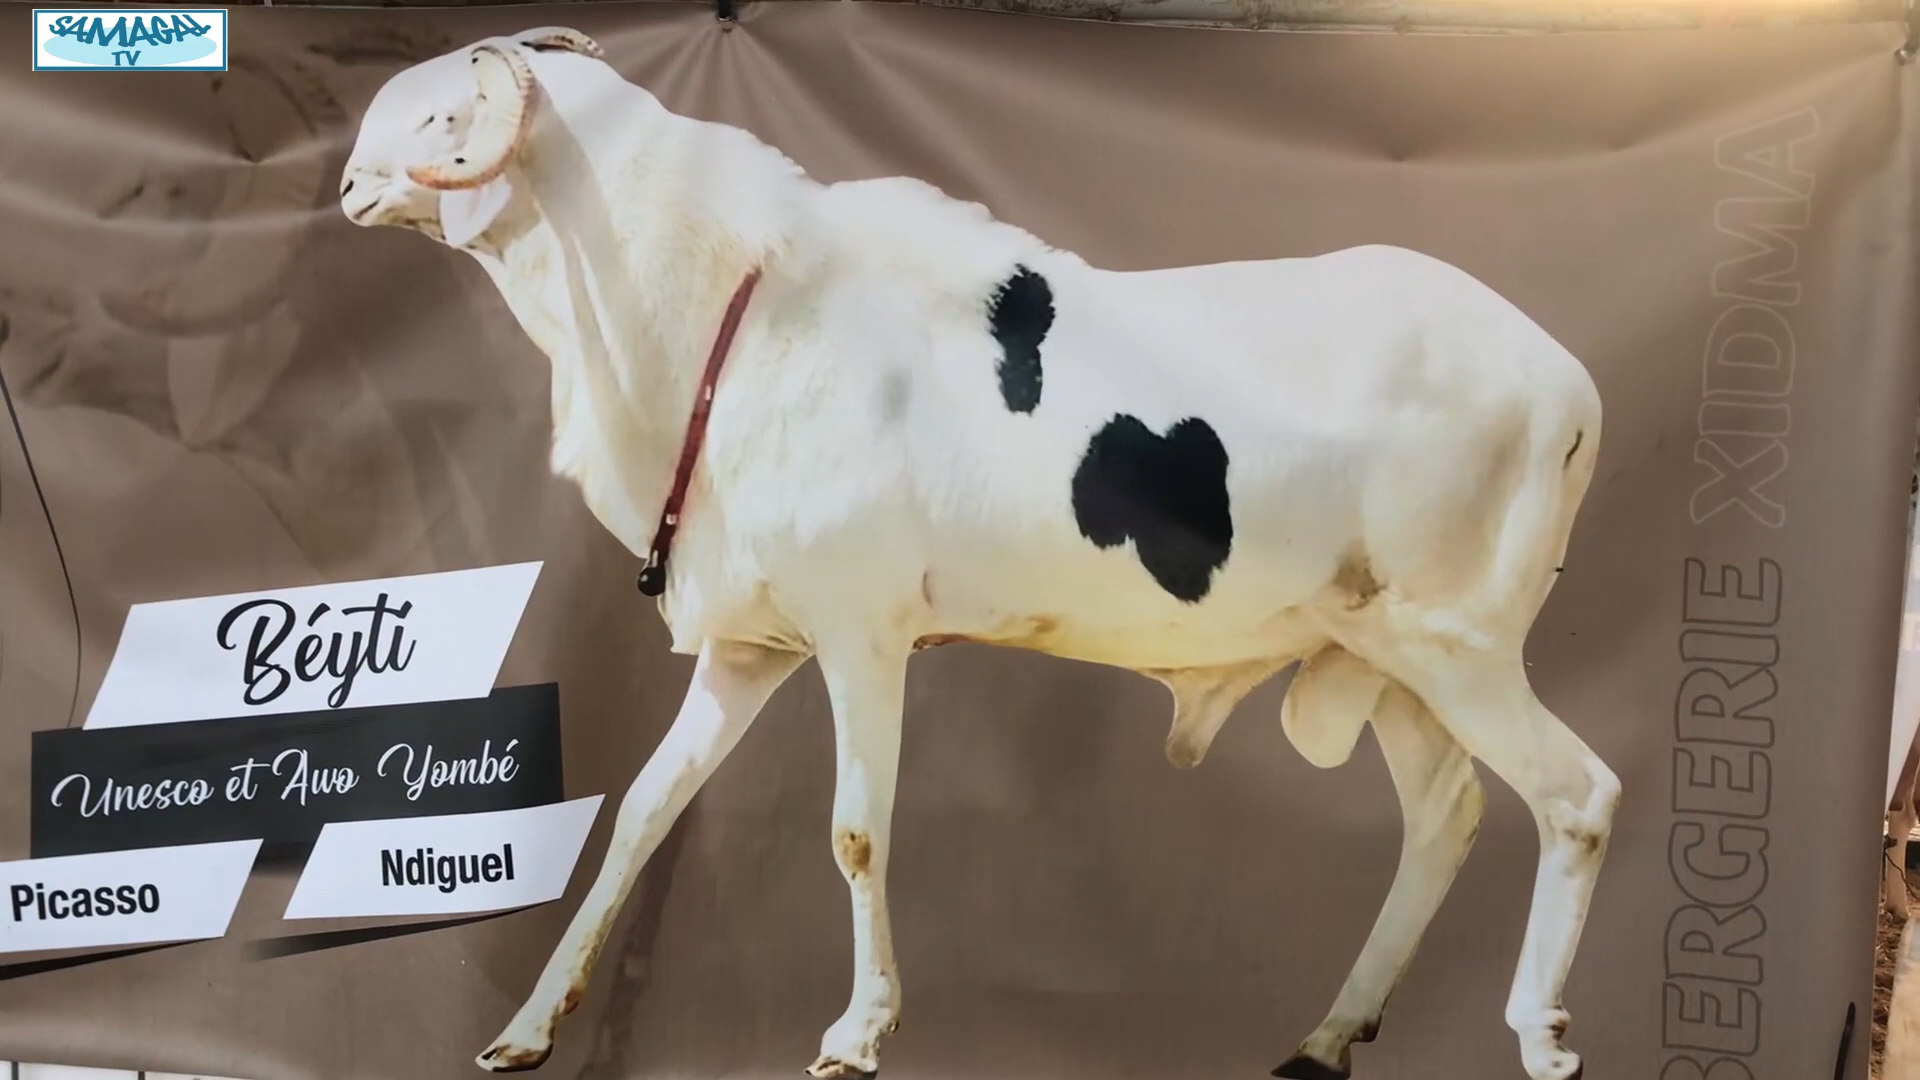 SAMAGAL
TV
Béyti
Unesco et Awo Yombé
Picasso
Ndiguel
BERGERIE XIDMA